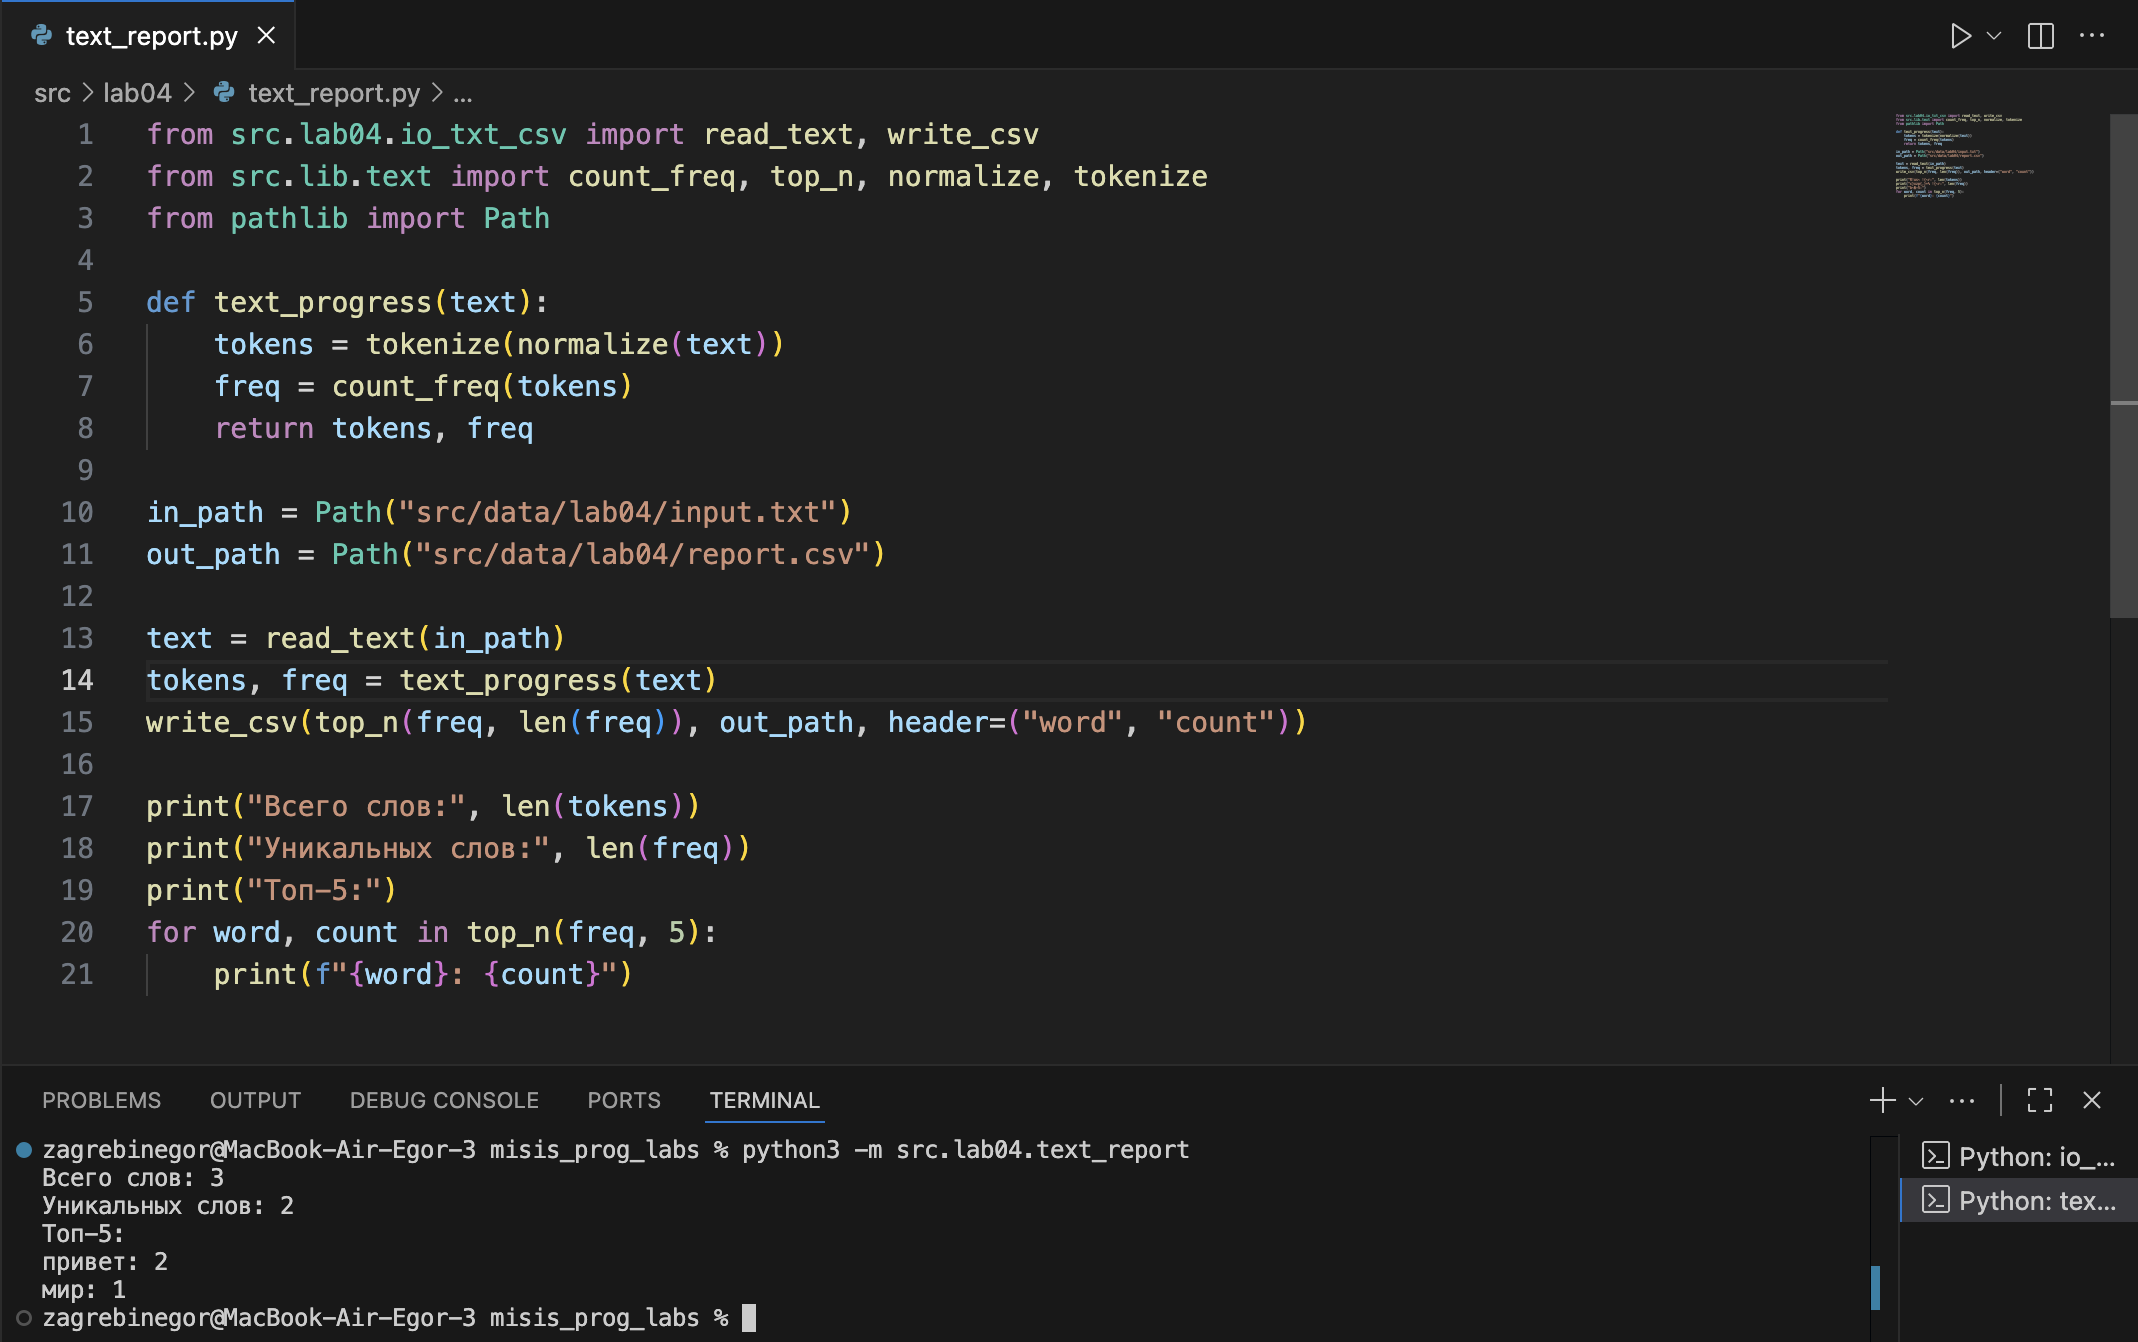 text_report.py
src > lab04 > text_report.py > ...
1 from src.lab04.io_txt_csv import read_text, write_csv
2 from src.lib.text import count_freq, top_n, normalize, tokenize
3 from pathlib import Path
4
5 def text_progress(text):
6     tokens = tokenize(normalize(text))
7     freq = count_freq(tokens)
8     return tokens, freq
9
10 in_path = Path("src/data/lab04/input.txt")
11 out_path = Path("src/data/lab04/report.csv")
12
13 text = read_text(in_path)
14 tokens, freq = text_progress(text)
15 write_csv(top_n(freq, len(freq)), out_path, header=("word", "count"))
16
17 print("Всего слов:", len(tokens))
18 print("Уникальных слов:", len(freq))
19 print("Топ-5:")
20 for word, count in top_n(freq, 5):
21     print(f"{word}: {count}")
PROBLEMS OUTPUT DEBUG CONSOLE PORTS TERMINAL
zagrebinegor@MacBook-Air-Egor-3 misis_prog_labs % python3 -m src.lab04.text_report
Всего слов: 3
Уникальных слов: 2
Топ-5:
привет: 2
мир: 1
zagrebinegor@MacBook-Air-Egor-3 misis_prog_labs %
Python: io_...
Python: tex...